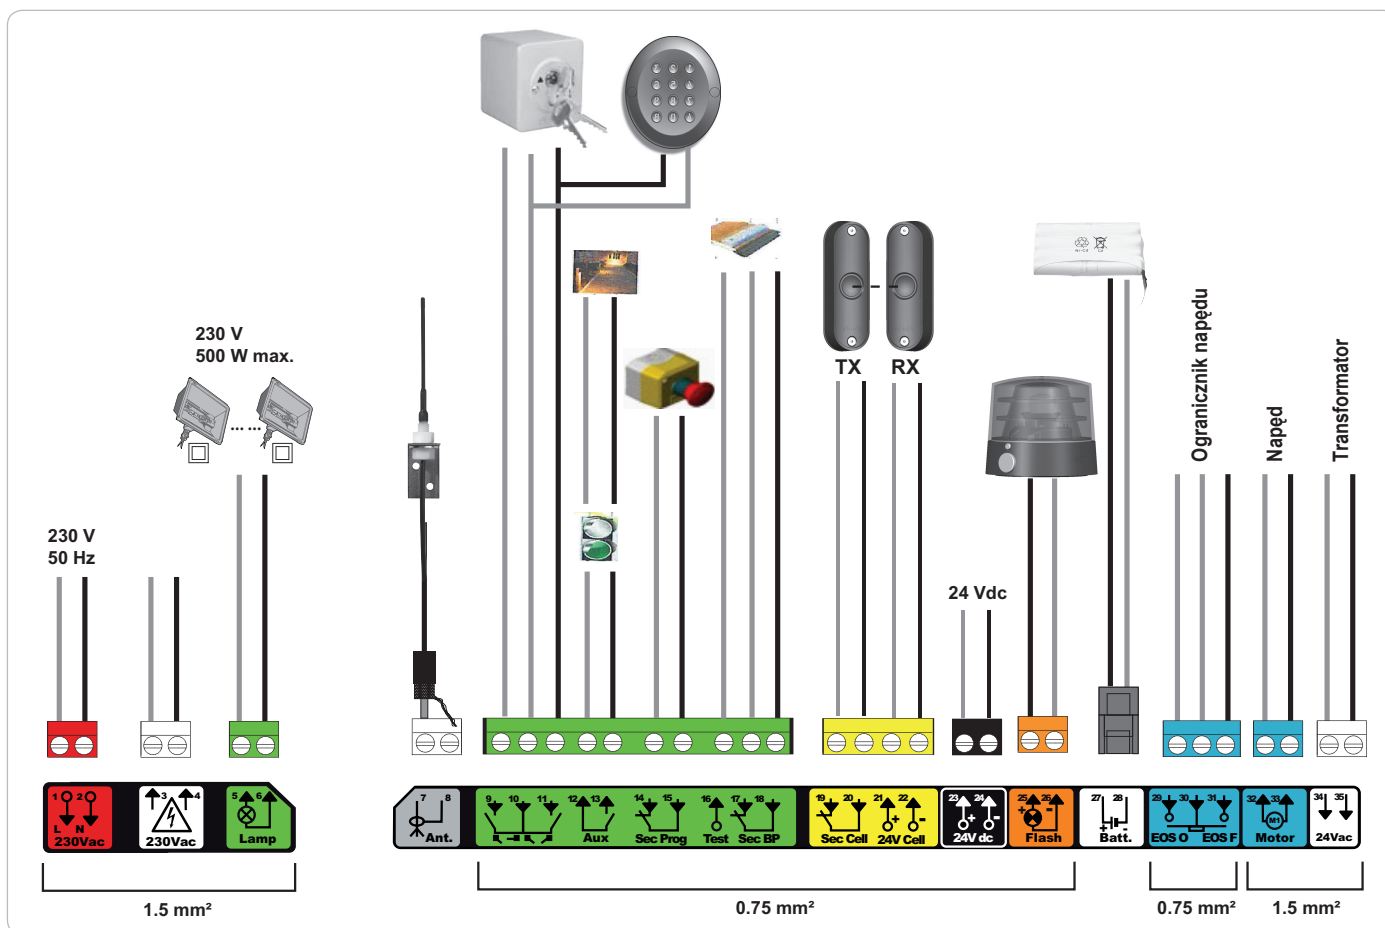 230 V
500 W max.
230 V
50 Hz
TX RX
24 Vdc
Ogranicznik napędu
Napęd
Transformator
1 2
L N
230Vac
3 4
230Vac
5 6
Lamp
7 8
Ant.
9 10 11
12 13
Aux
14 15
Sec Prog
16
Test
17 18
Sec BP
19 20
Sec Cell
21 22
+ -
24V Cell
23 24
+ -
24V dc
25 26
+ -
Flash
27 28
+ -
Batt.
29 30 31
EOS O EOS F
32 33
M1
Motor
34 35
24Vac
1.5 mm²
0.75 mm²
0.75 mm²
1.5 mm²